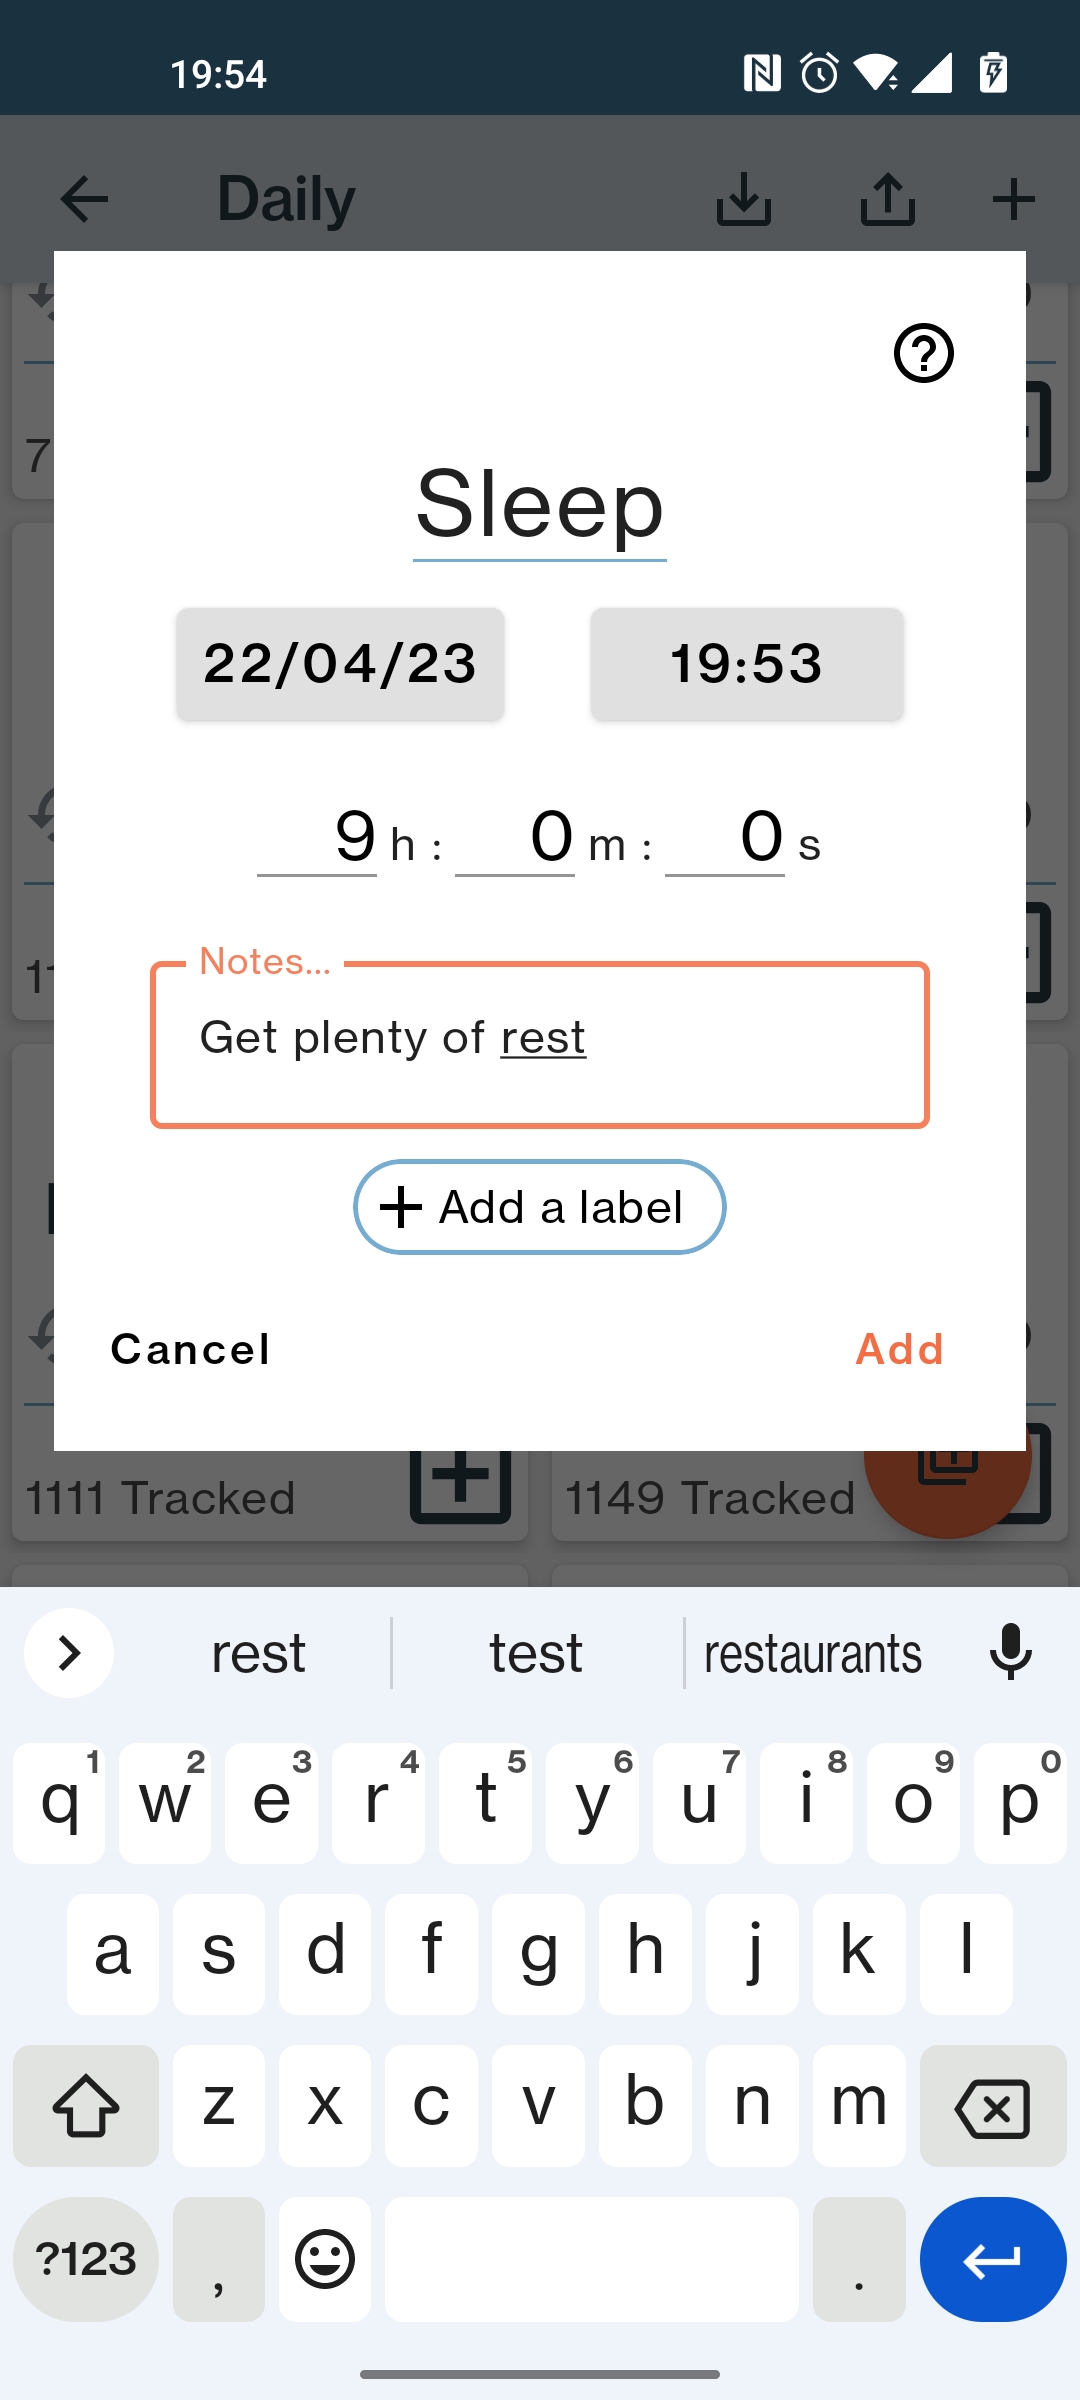 19:54
Daily
7
Sleep
22/04/23 19:53
9 h : 0 m : 0 s
11
Notes...
Get plenty of rest
+ Add a label
Cancel Add
1111 Tracked 1149 Tracked
rest test restaurants
q1 w2 e3 r4 t5 y6 u7 i8 o9 p0
a s d f g h j k l
z x c v b n m
?123 , .